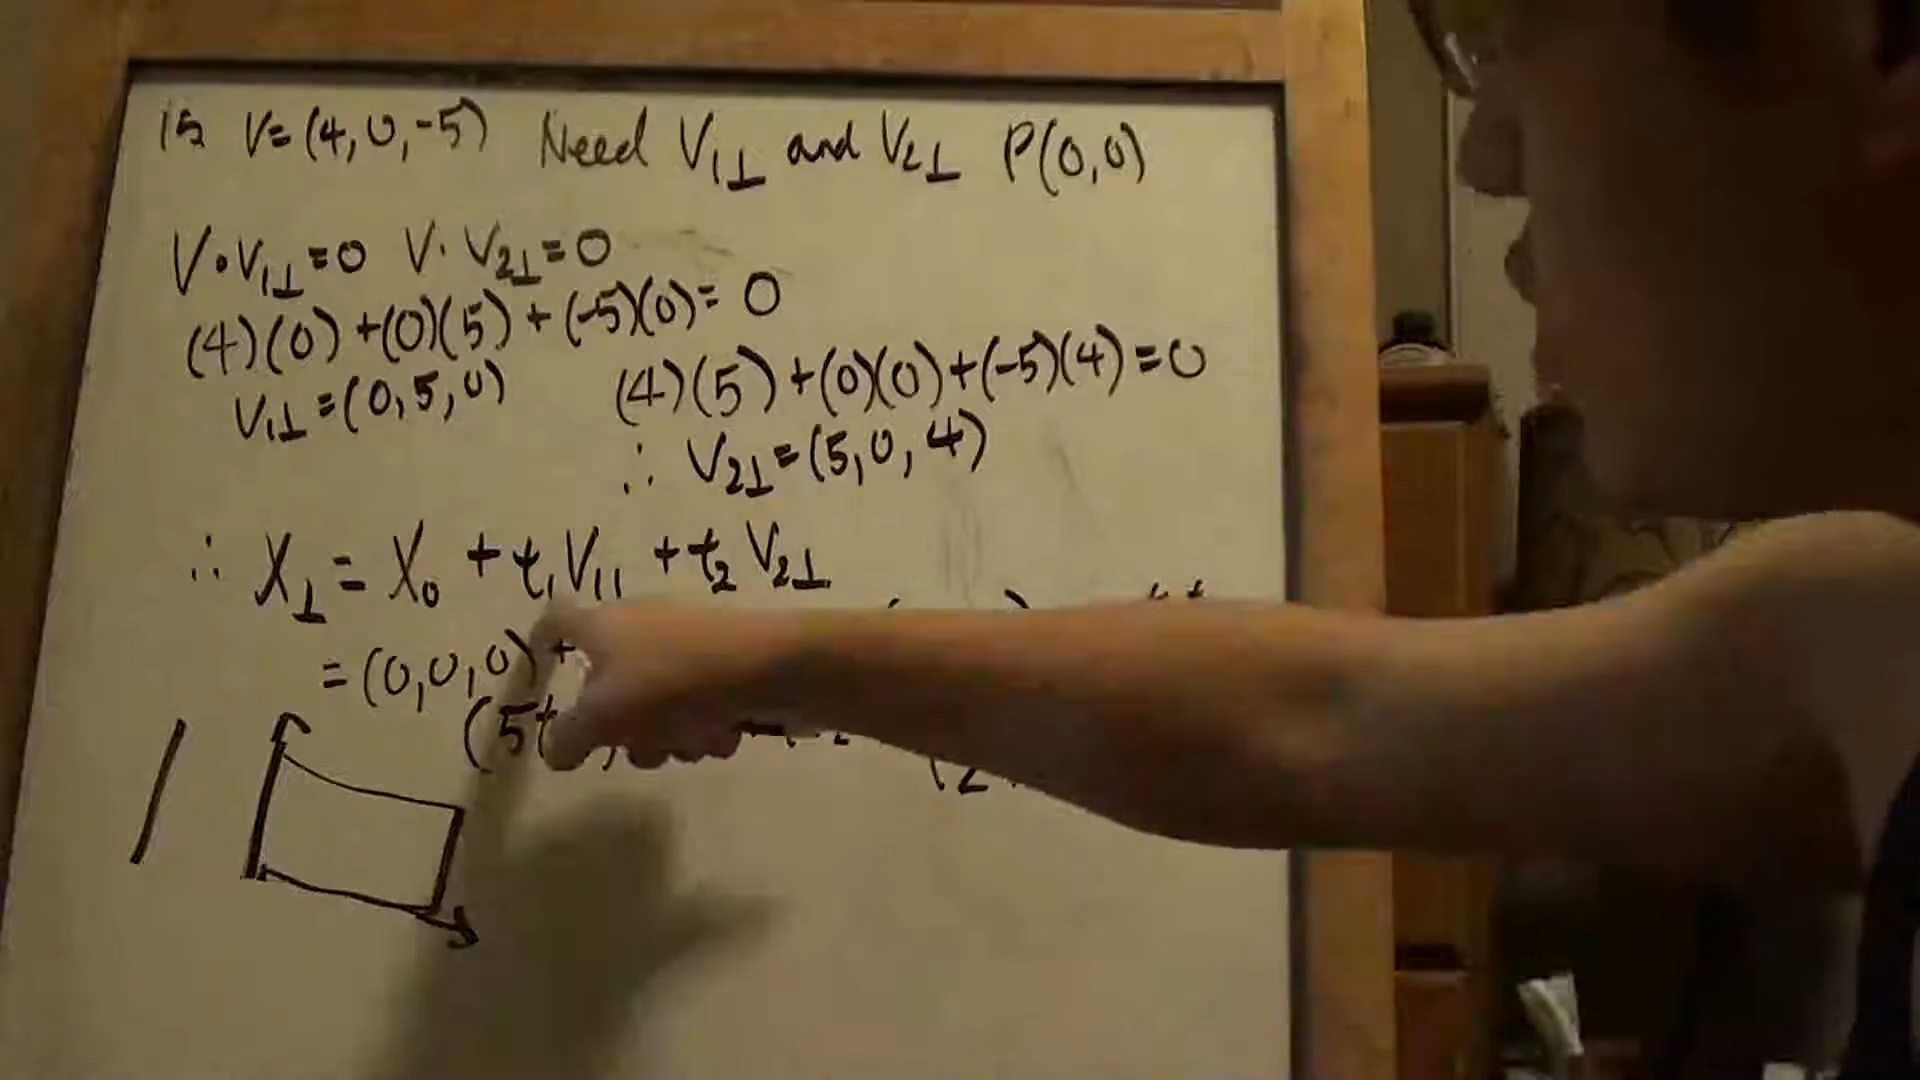 15 V=(4,0,-5) Need V₁⊥ and V₂⊥ P(0,0)
V·V₁⊥=0 V·V₂⊥=0
(4)(0)+(0)(5)+(-5)(0)=0
V₁⊥=(0,5,0) (4)(5)+(0)(0)+(-5)(4)=0
∴ V₂⊥=(5,0,4)
∴ X⊥=X₀+t₁V₁⊥+t₂V₂⊥
=(0,0,0)+
(5t